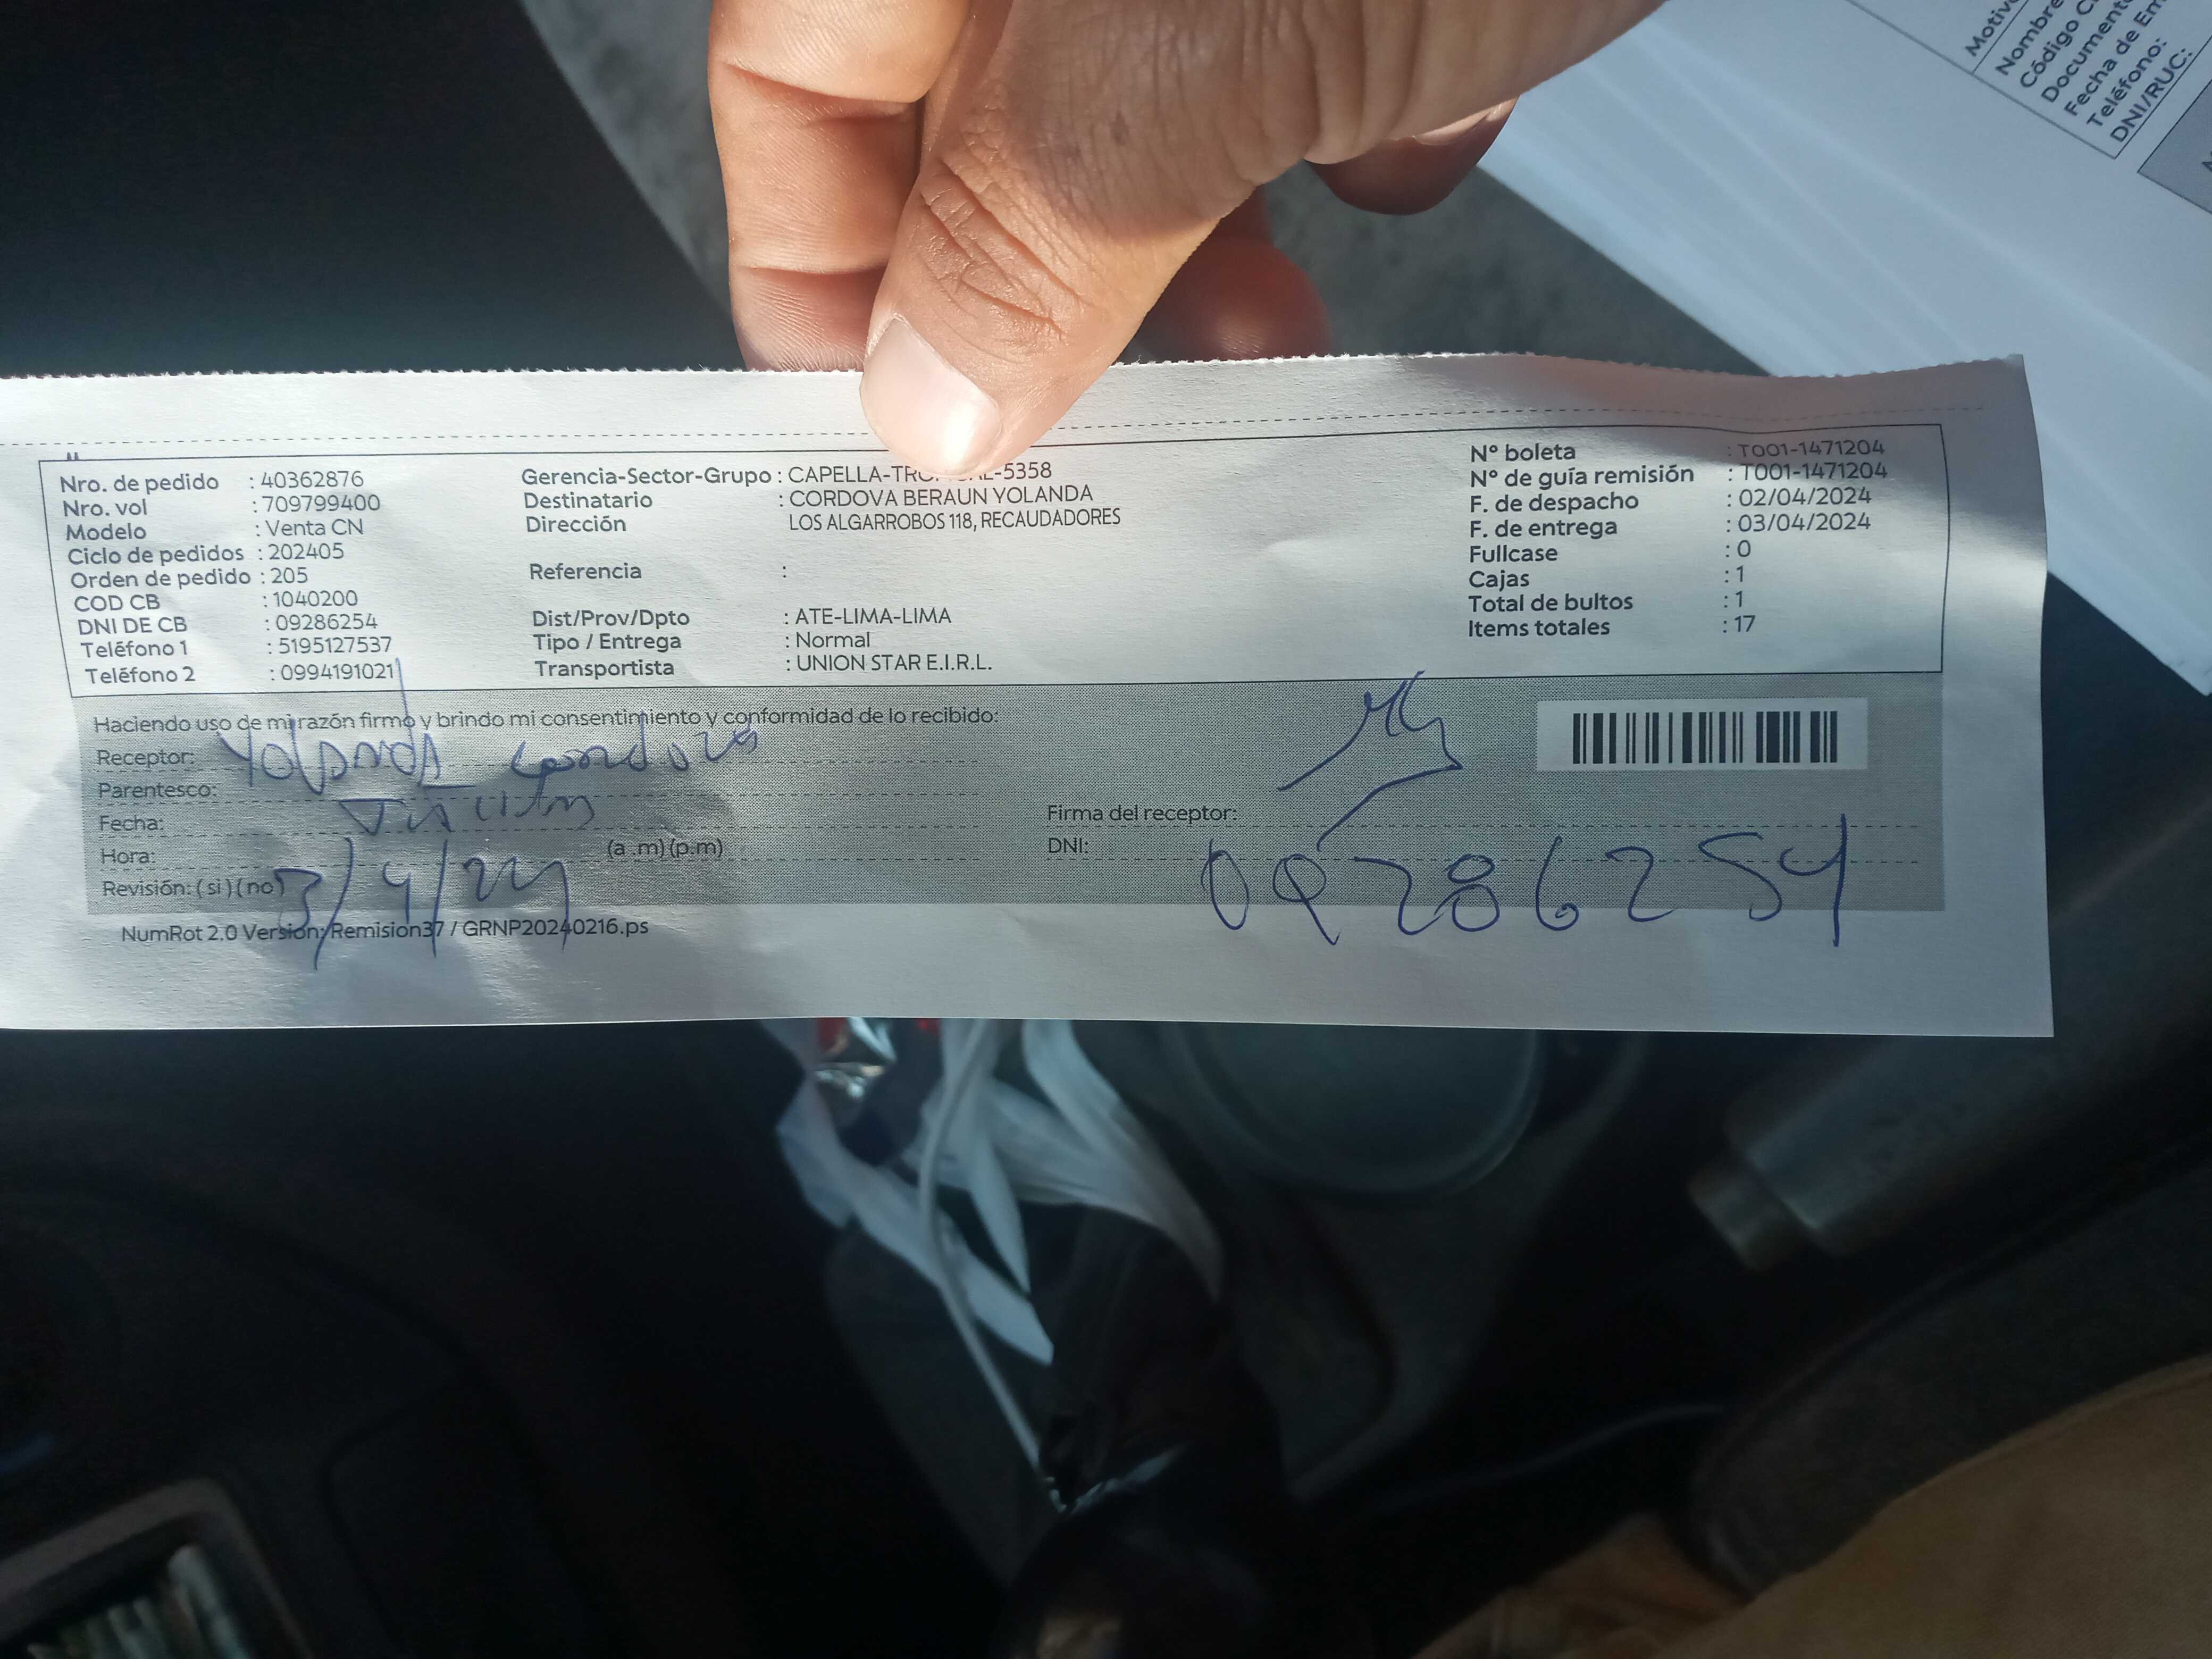 Nro. de pedido : 40362876
Nro. vol : 709799400
Modelo : Venta CN
Ciclo de pedidos : 202405
Orden de pedido : 205
COD CB : 1040200
DNI DE CB : 09286254
Teléfono 1 : 5195127537
Teléfono 2 : 0994191021
Gerencia-Sector-Grupo : CAPELLA- -5358
Destinatario : CORDOVA BERAUN YOLANDA
Dirección LOS ALGARROBOS 118, RECAUDADORES
Referencia :
Dist/Prov/Dpto : ATE-LIMA-LIMA
Tipo / Entrega : Normal
Transportista : UNION STAR E.I.R.L.
N° boleta : T001-1471204
N° de guía remisión : T001-1471204
F. de despacho : 02/04/2024
F. de entrega : 03/04/2024
Fullcase : 0
Cajas : 1
Total de bultos : 1
Items totales : 17
Haciendo uso de mi razón firmo y brindo mi consentimiento y conformidad de lo recibido:
Receptor: Yolanda Cordova
Parentesco:
Fecha:
Hora: (a .m)(p.m)
Revisión: (si)(no) 3/4/24
Firma del receptor:
DNI: 09286254
NumRot 2.0 Version: Remision37 / GRNP20240216.ps
Nombre
Código C
Document
Fecha de Em
Teléfono:
DNI/RUC: